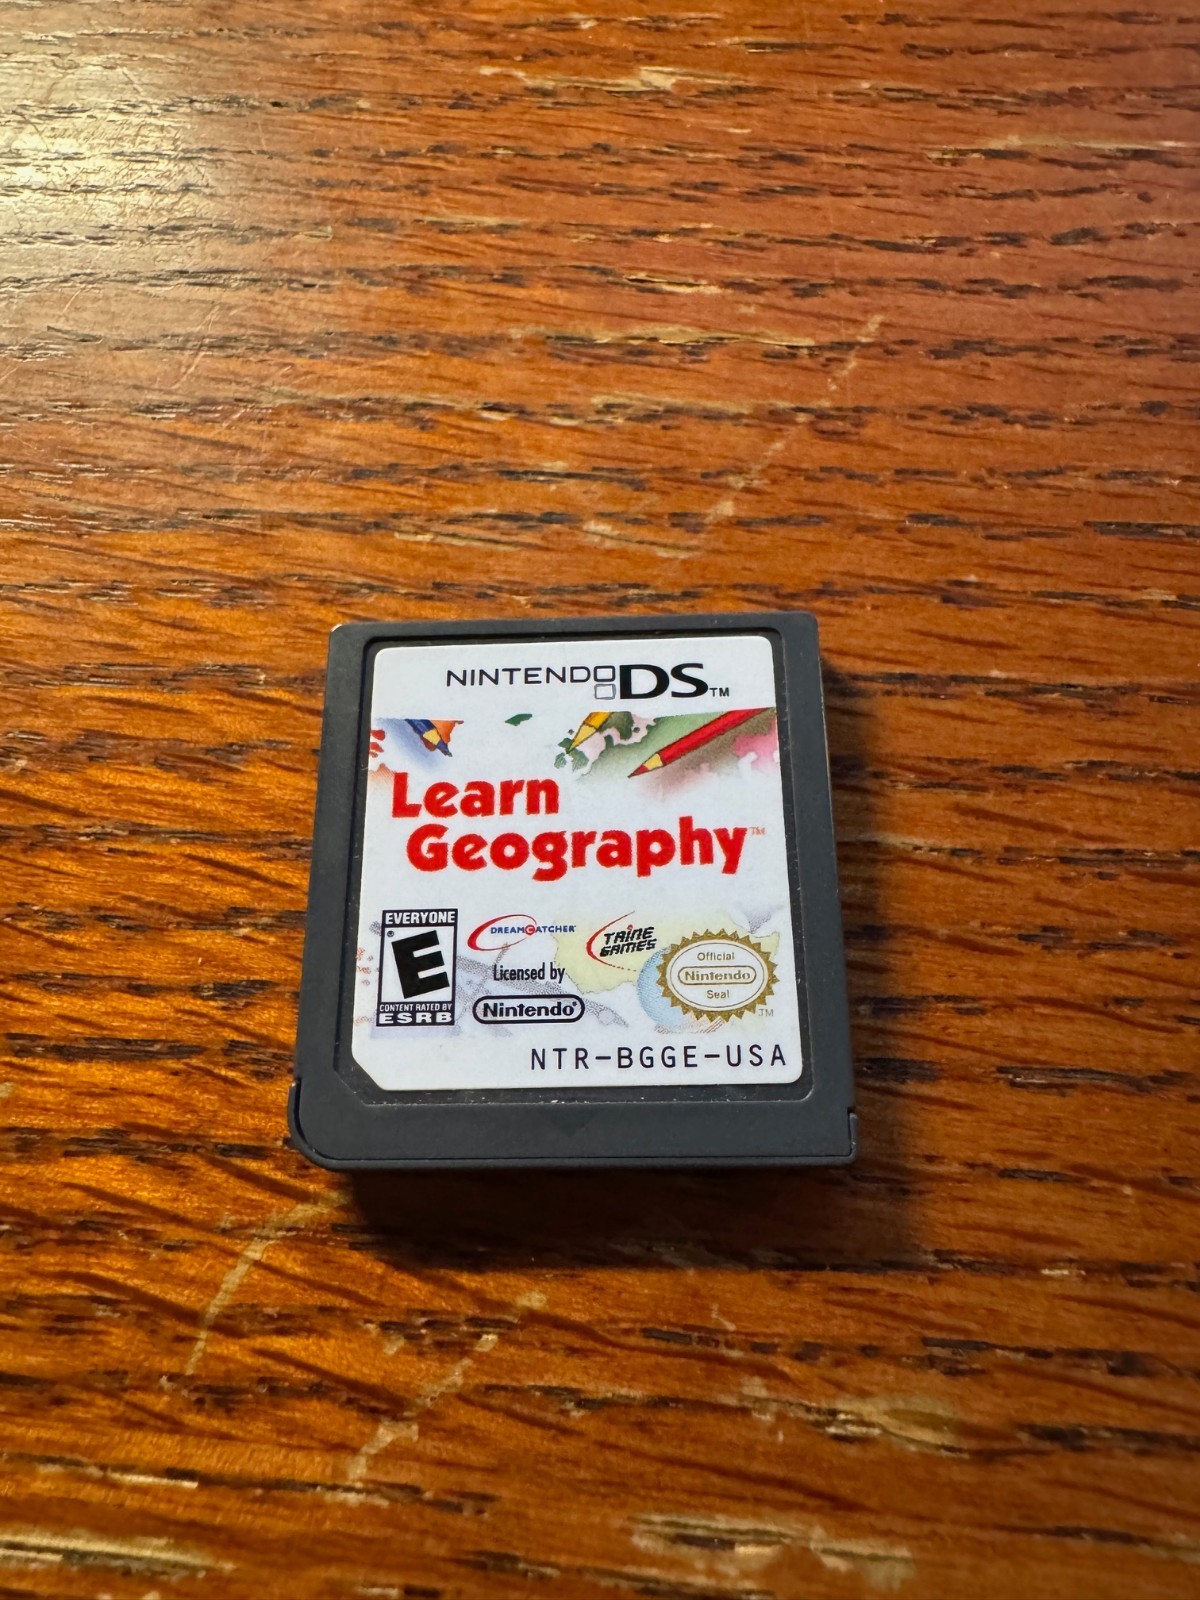 NINTENDO DS™
Learn
Geography™
EVERYONE
E®
CONTENT RATED BY
ESRB
DREAMCATCHER®
TRINE
GAMES
Licensed by
Nintendo®
Official
Nintendo
Seal
TM
NTR-BGGE-USA